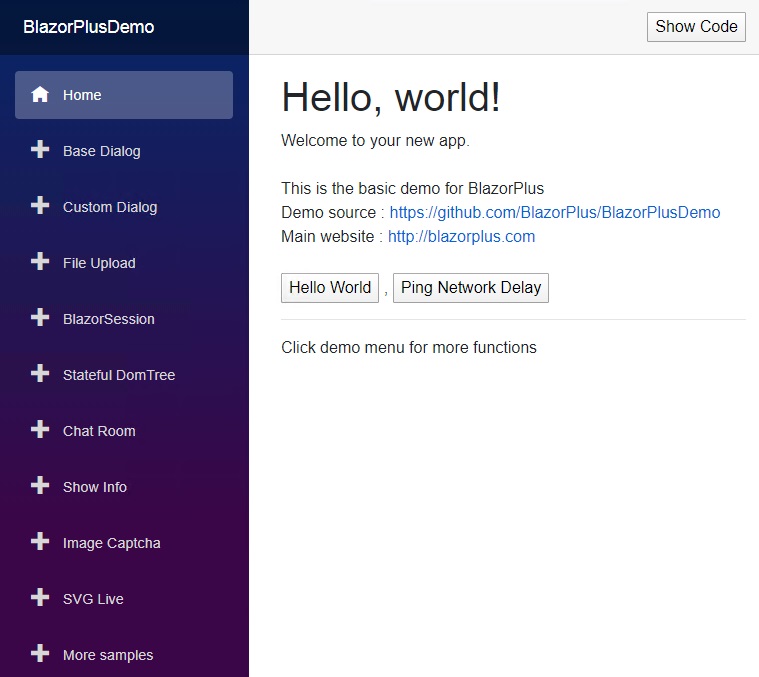 BlazorPlusDemo
Show Code
Home
Base Dialog
Custom Dialog
File Upload
BlazorSession
Stateful DomTree
Chat Room
Show Info
Image Captcha
SVG Live
More samples
Hello, world!
Welcome to your new app.
This is the basic demo for BlazorPlus
Demo source : https://github.com/BlazorPlus/BlazorPlusDemo
Main website : http://blazorplus.com
Hello World , Ping Network Delay
Click demo menu for more functions